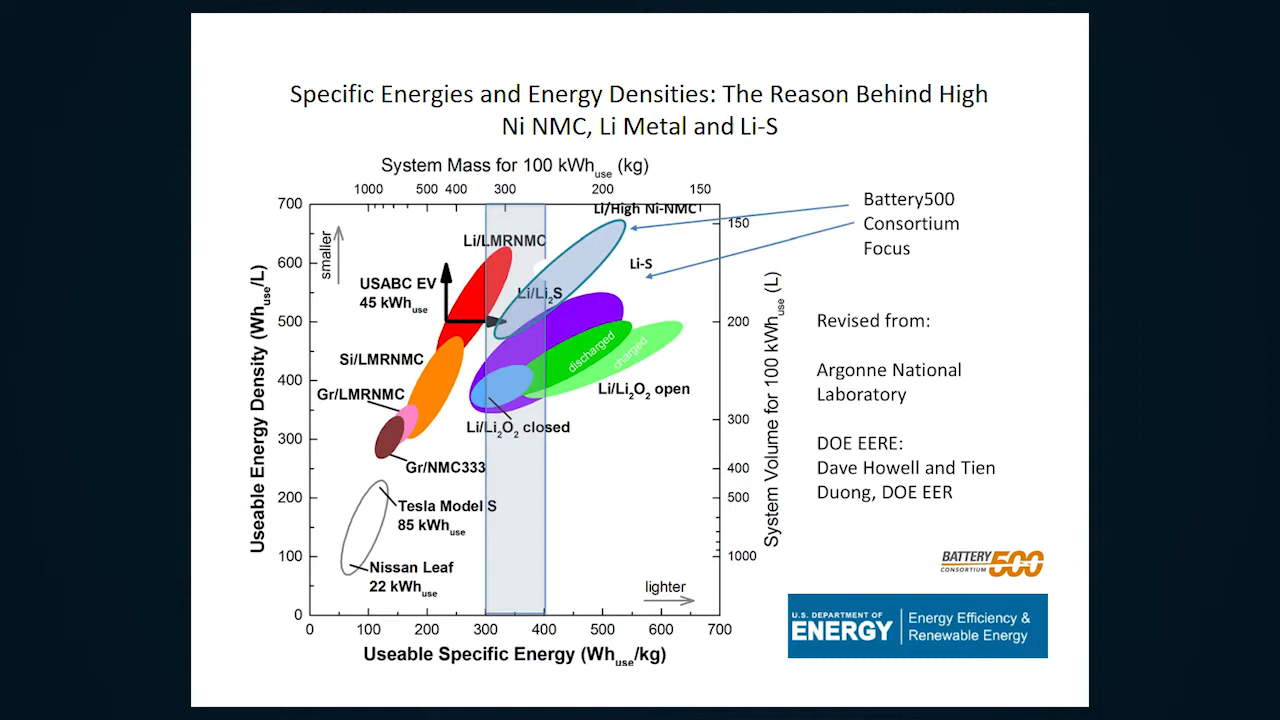 Specific Energies and Energy Densities: The Reason Behind High
Ni NMC, Li Metal and Li-S
System Mass for 100 kWh_use (kg)
1000 500 400 300 200 150
Useable Energy Density (Wh_use/L)
700
600
500
400
300
200
100
0
smaller
Li/High Ni-NMC
Li/LMRNMC
USABC EV
45 kWh_use
Li-S
Li/Li2S
Si/LMRNMC
discharged
charged
Gr/LMRNMC
Li/Li2O2 open
Li/Li2O2 closed
Gr/NMC333
Tesla Model S
85 kWh_use
Nissan Leaf
22 kWh_use
lighter
0 100 200 300 400 500 600 700
Useable Specific Energy (Wh_use/kg)
150
200
300
400
500
1000
System Volume for 100 kWh_use (L)
Battery500
Consortium
Focus
Revised from:
Argonne National
Laboratory
DOE EERE:
Dave Howell and Tien
Duong, DOE EER
BATTERY 500
CONSORTIUM
U.S. DEPARTMENT OF
ENERGY
Energy Efficiency &
Renewable Energy